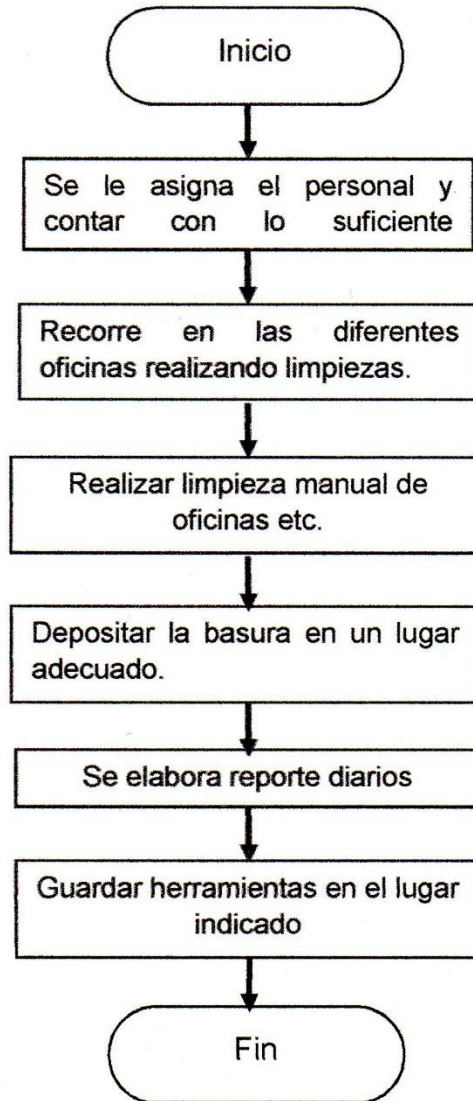 Inicio
Se le asigna el personal y
contar con lo suficiente
Recorre en las diferentes
oficinas realizando limpiezas.
Realizar limpieza manual de
oficinas etc.
Depositar la basura en un lugar
adecuado.
Se elabora reporte diarios
Guardar herramientas en el lugar
indicado
Fin